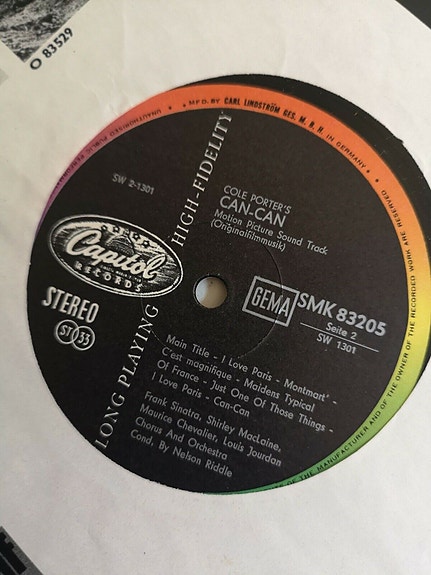 O 83529
UNAUTHORISED PUBLIC PERFORMANCE
MFD. BY CARL LINDSTRÖM GES. M. B. H. IN GERMANY
MANUFACTURER AND OF THE OWNER OF THE RECORDED WORK ARE RESERVED
LONG PLAYING HIGH-FIDELITY
SW 2-1301
COLE PORTER'S
CAN-CAN
Motion Picture Sound Track
(Originalfilmmusik)
Capitol
RECORDS
STEREO
ST 33
GEMA
SMK 83205
Seite 2
SW 1301
Main Title - I Love Paris - Montmart' -
C'est magnifique - Maidens Typical
Of France - Just One Of Those Things -
I Love Paris - Can-Can
Frank Sinatra, Shirley MacLaine,
Maurice Chevalier, Louis Jourdan
Chorus And Orchestra
Cond. By Nelson Riddle